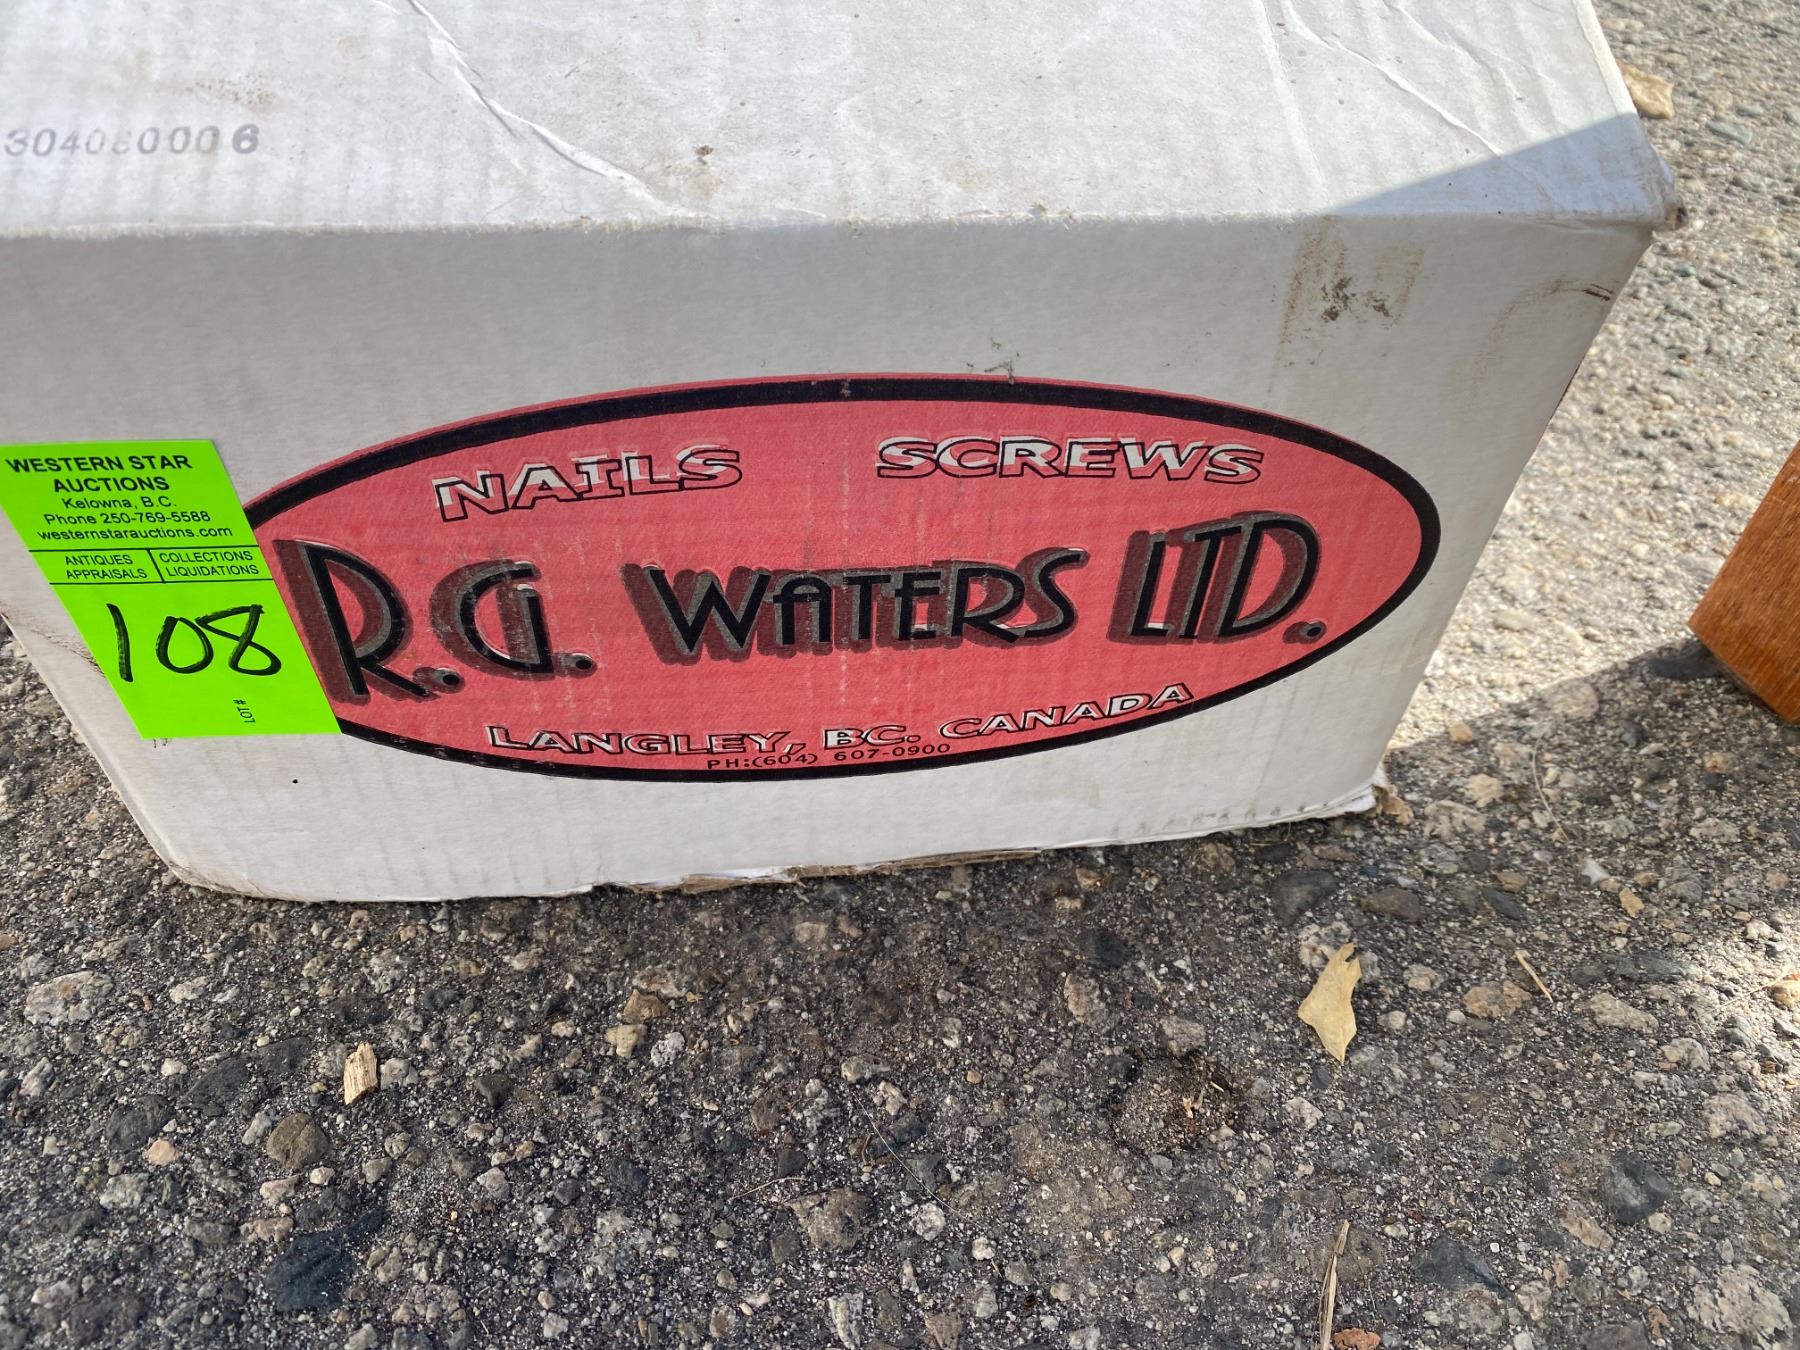 6
WESTERN STAR
AUCTIONS
Kelowna, B.C.
Phone 250-769-5588
westernstarauctions.com
ANTIQUES
APPRAISALS
COLLECTIONS
LIQUIDATIONS
108
LOT#
NAILS SCREWS
R.G. WATERS LTD.
LANGLEY, BC. CANADA
PH:(604) 607-0900